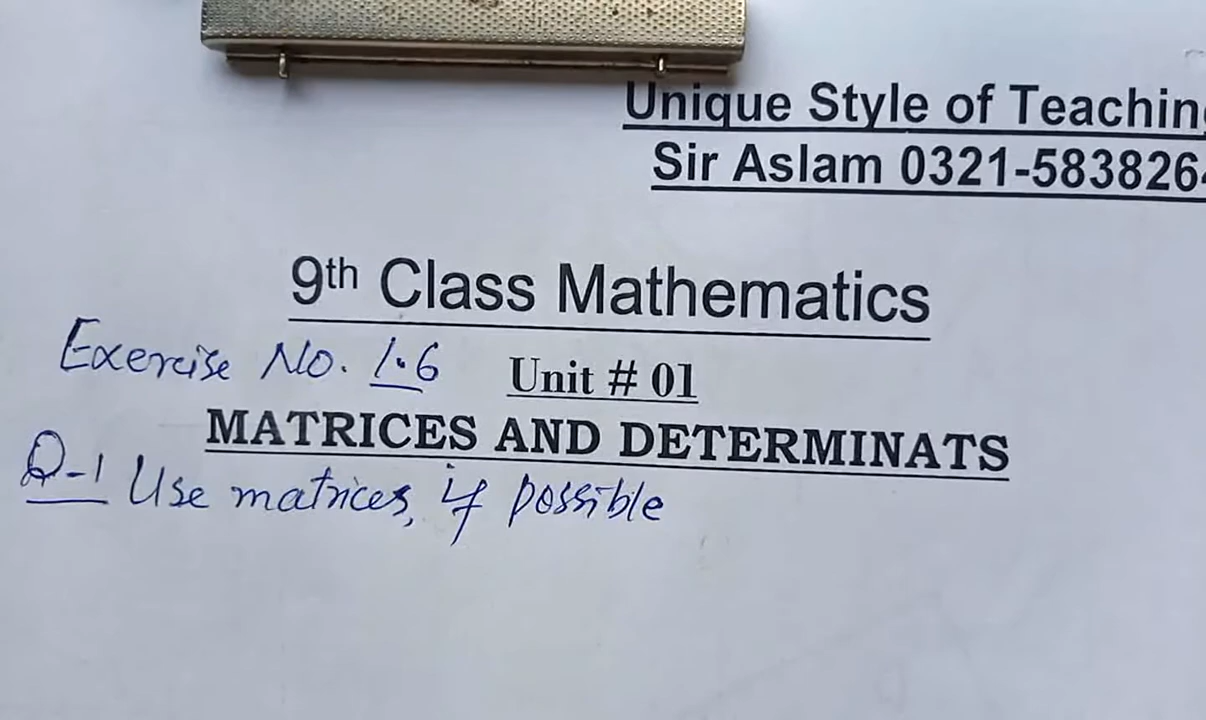 Unique Style of Teachin
Sir Aslam 0321-583826
9th Class Mathematics
Exercise No. 1.6 Unit # 01
MATRICES AND DETERMINATS
Q-1 Use matrices, if possible